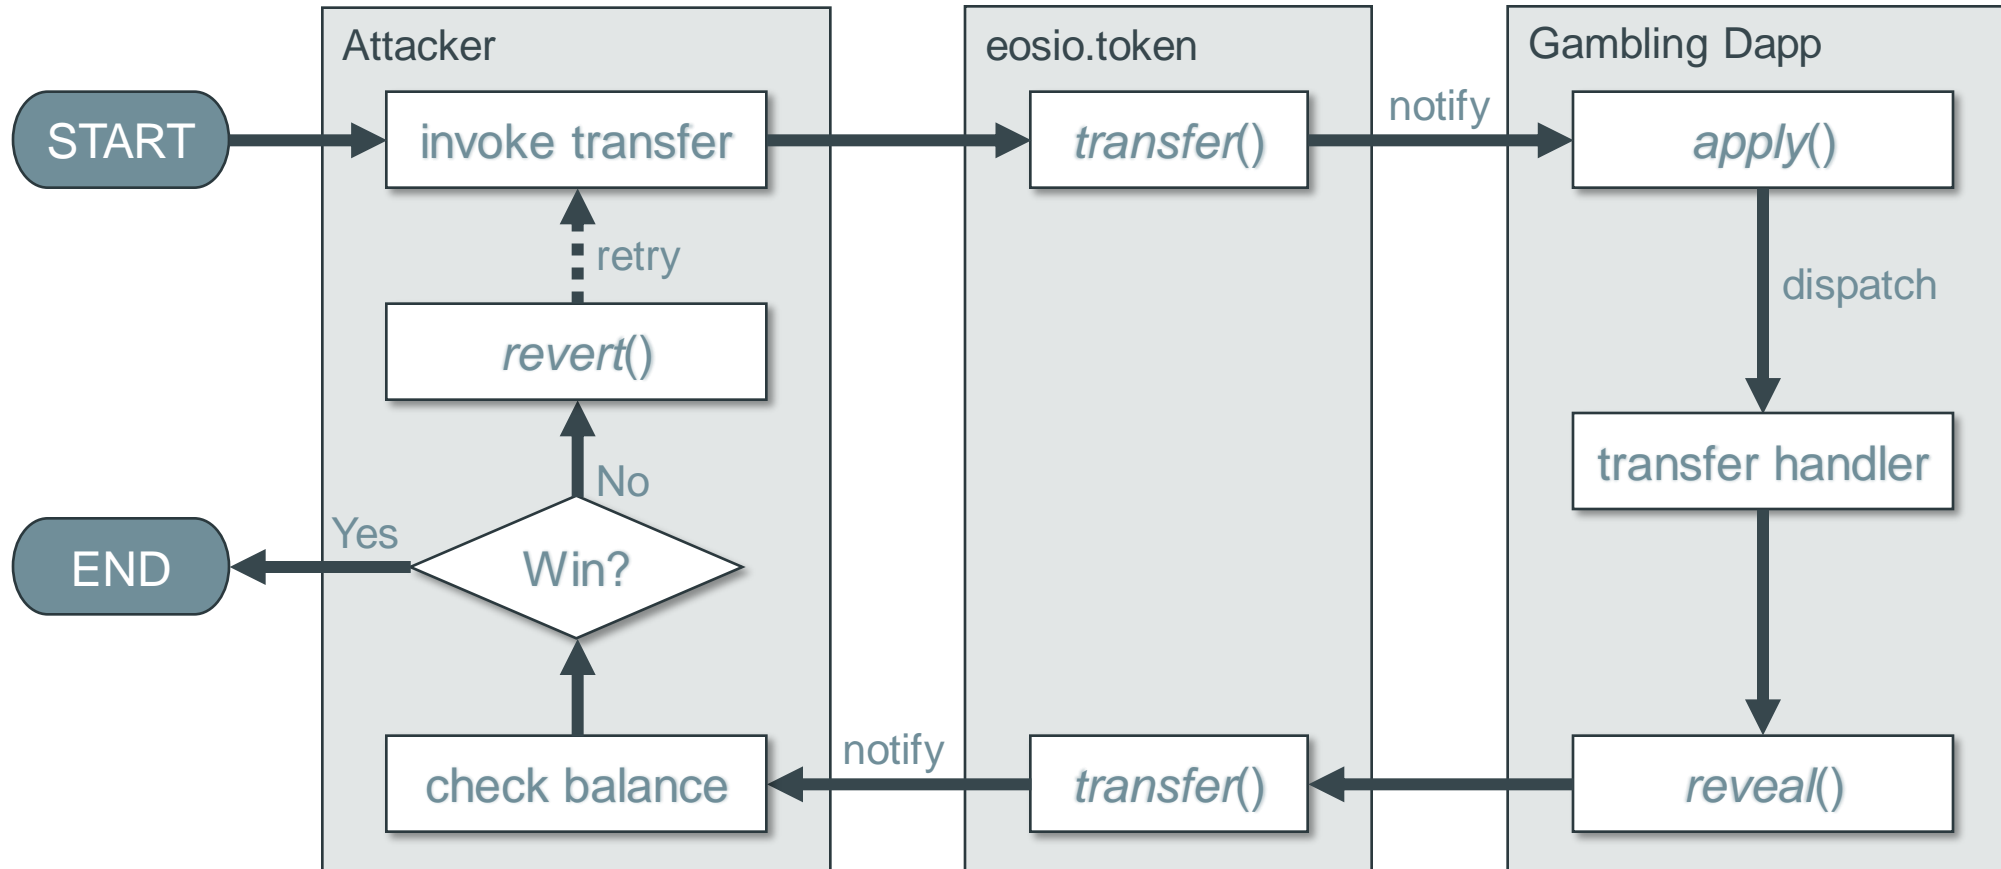 Attacker
eosio.token
Gambling Dapp
START
invoke transfer
transfer()
notify
apply()
retry
dispatch
revert()
transfer handler
No
Yes
Win?
END
check balance
notify
transfer()
reveal()